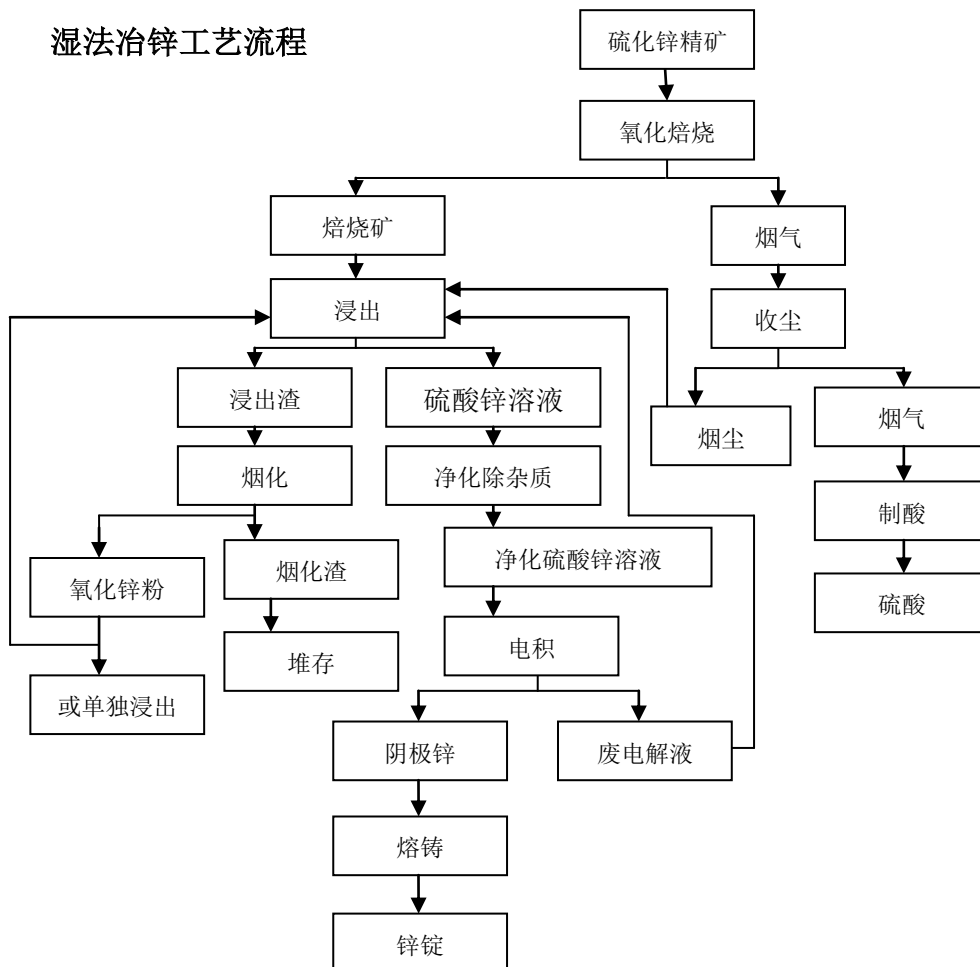 湿法冶锌工艺流程
硫化锌精矿
氧化焙烧
焙烧矿
烟气
浸出
收尘
浸出渣
硫酸锌溶液
烟尘
烟气
烟化
净化除杂质
制酸
氧化锌粉
烟化渣
净化硫酸锌溶液
硫酸
电积
堆存
或单独浸出
阴极锌
废电解液
熔铸
锌锭